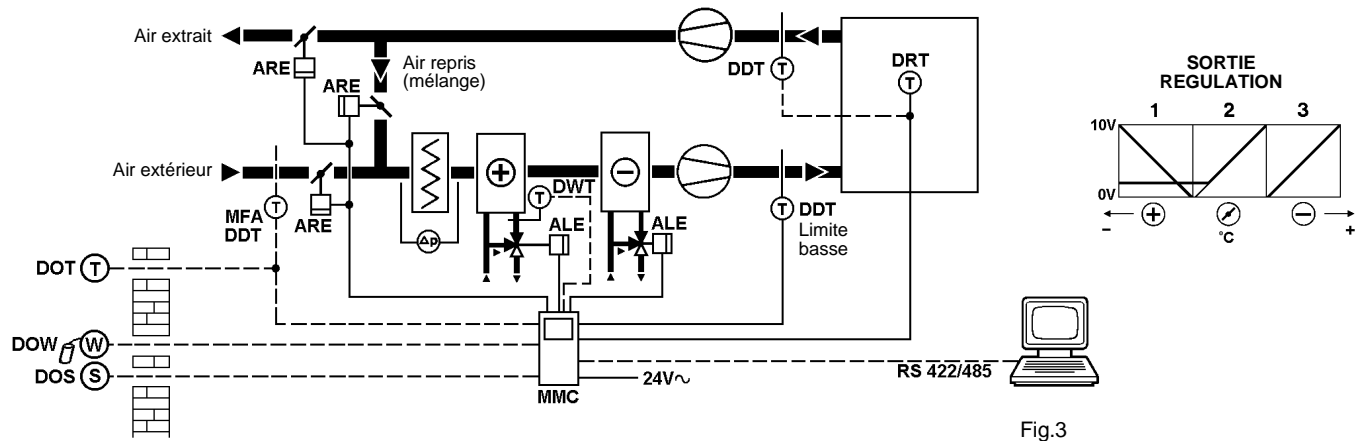 Air extrait
ARE
ARE
Air repris
(mélange)
DDT
T
DRT
T
SORTIE
REGULATION
1
2
3
10V
0V
-
+
°C
-
+
Air extérieur
MFA
DDT
T
ARE
Δp
+
DWT
T
ALE
-
ALE
T
DDT
Limite
basse
DOT
T
DOW
W
DOS
S
MMC
24V~
RS 422/485
Fig.3